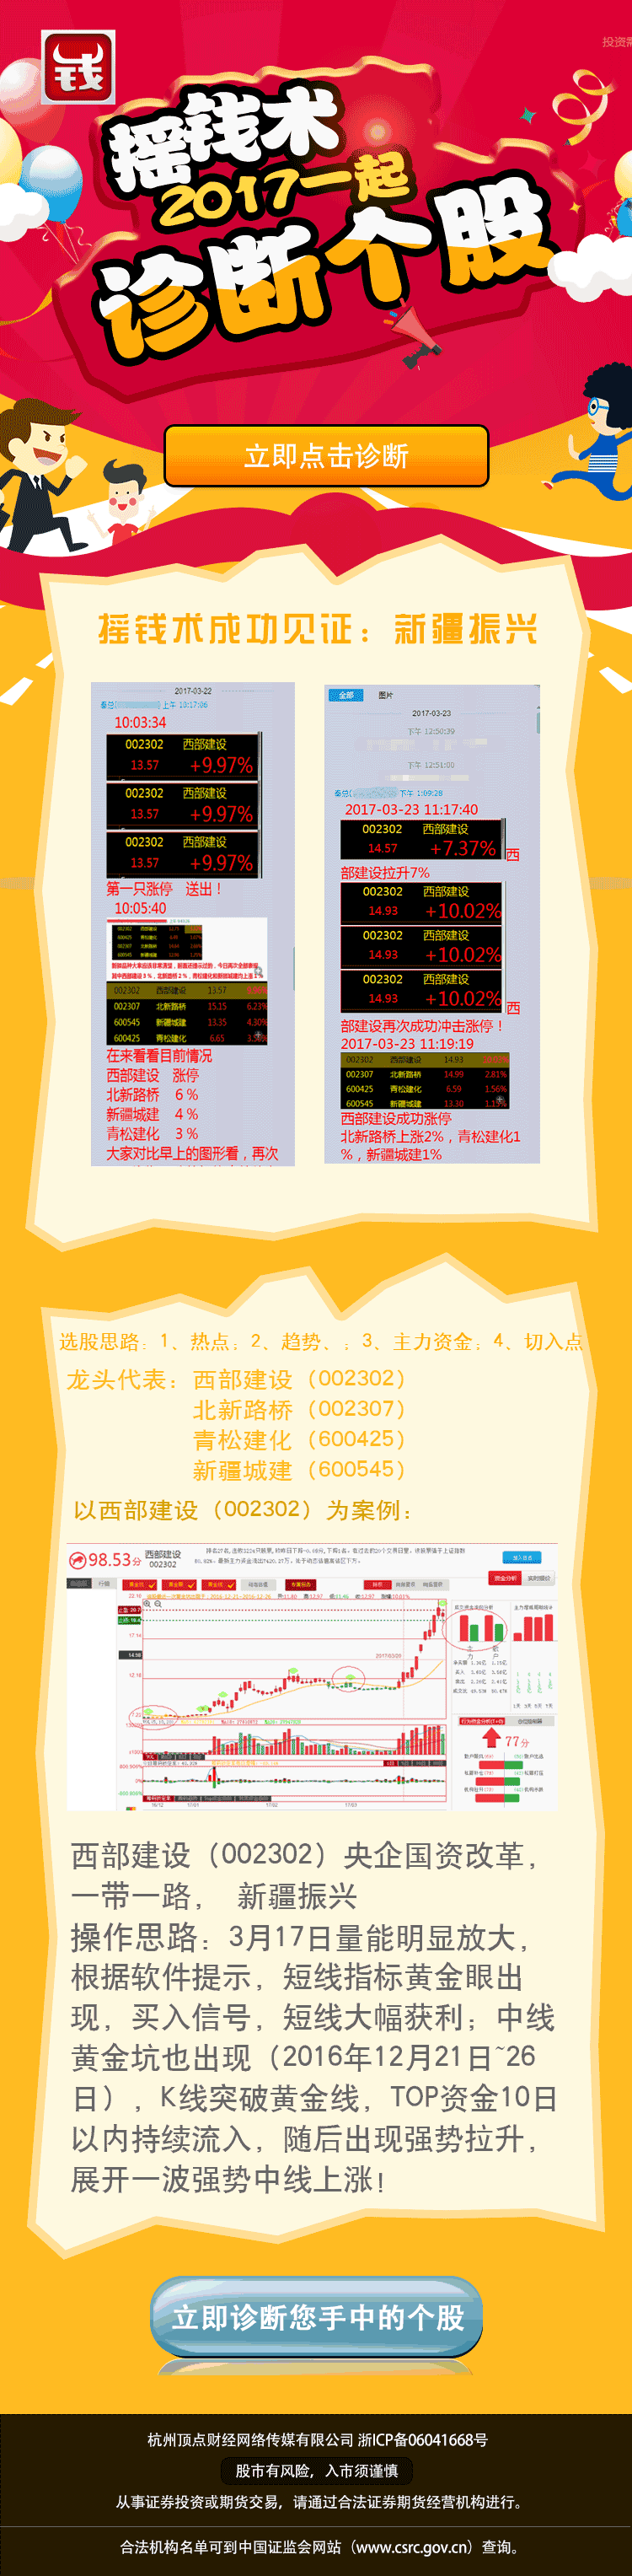 钱
投资
摇钱术
2017一起
诊断个股
立即点击诊断
摇钱术成功见证：新疆振兴
2017-03-22
秦总( 上午 10:17:06
10:03:34
002302 西部建设
13.57 +9.97%
002302 西部建设
13.57 +9.97%
002302 西部建设
13.57 +9.97%
第一只涨停 送出！
10:05:40
002302 西部建设 13.57
002307 北新路桥 15.15 6.23%
600545 新疆城建 13.35 4.30%
600425 青松建化 6.65
在来看看目前情况
西部建设 涨停
北新路桥 6%
新疆城建 4%
青松建化 3%
大家对比早上的图形看，再次
全部 图片
2017-03-23
下午 12:50:39
下午 12:51:00
秦总( 下午 1:09:28
2017-03-23 11:17:40
002302 西部建设
14.57 +7.37% 西
部建设拉升7%
002302 西部建设
14.93 +10.02%
002302 西部建设
14.93 +10.02%
002302 西部建设
14.93 +10.02% 西
部建设再次成功冲击涨停！
2017-03-23 11:19:19
002302 西部建设 14.93
002307 北新路桥 14.99 2.81%
600425 青松建化 6.59 1.56%
600545 新疆城建 13.30
西部建设成功涨停
北新路桥上涨2%，青松建化1
%，新疆城建1%
选股思路：1、热点；2、趋势、；3、主力资金；4、切入点
龙头代表：西部建设（002302）
北新路桥（002307）
青松建化（600425）
新疆城建（600545）
以西部建设（002302）为案例：
98.53分 西部建设
002302
资金分析
77分
西部建设（002302）央企国资改革，
一带一路， 新疆振兴
操作思路：3月17日量能明显放大，
根据软件提示，短线指标黄金眼出
现，买入信号，短线大幅获利；中线
黄金坑也出现（2016年12月21日~26
日），K线突破黄金线，TOP资金10日
以内持续流入，随后出现强势拉升，
展开一波强势中线上涨！
立即诊断您手中的个股
杭州顶点财经网络传媒有限公司 浙ICP备06041668号
股市有风险，入市须谨慎
从事证券投资或期货交易，请通过合法证券期货经营机构进行。
合法机构名单可到中国证监会网站（www.csrc.gov.cn）查询。